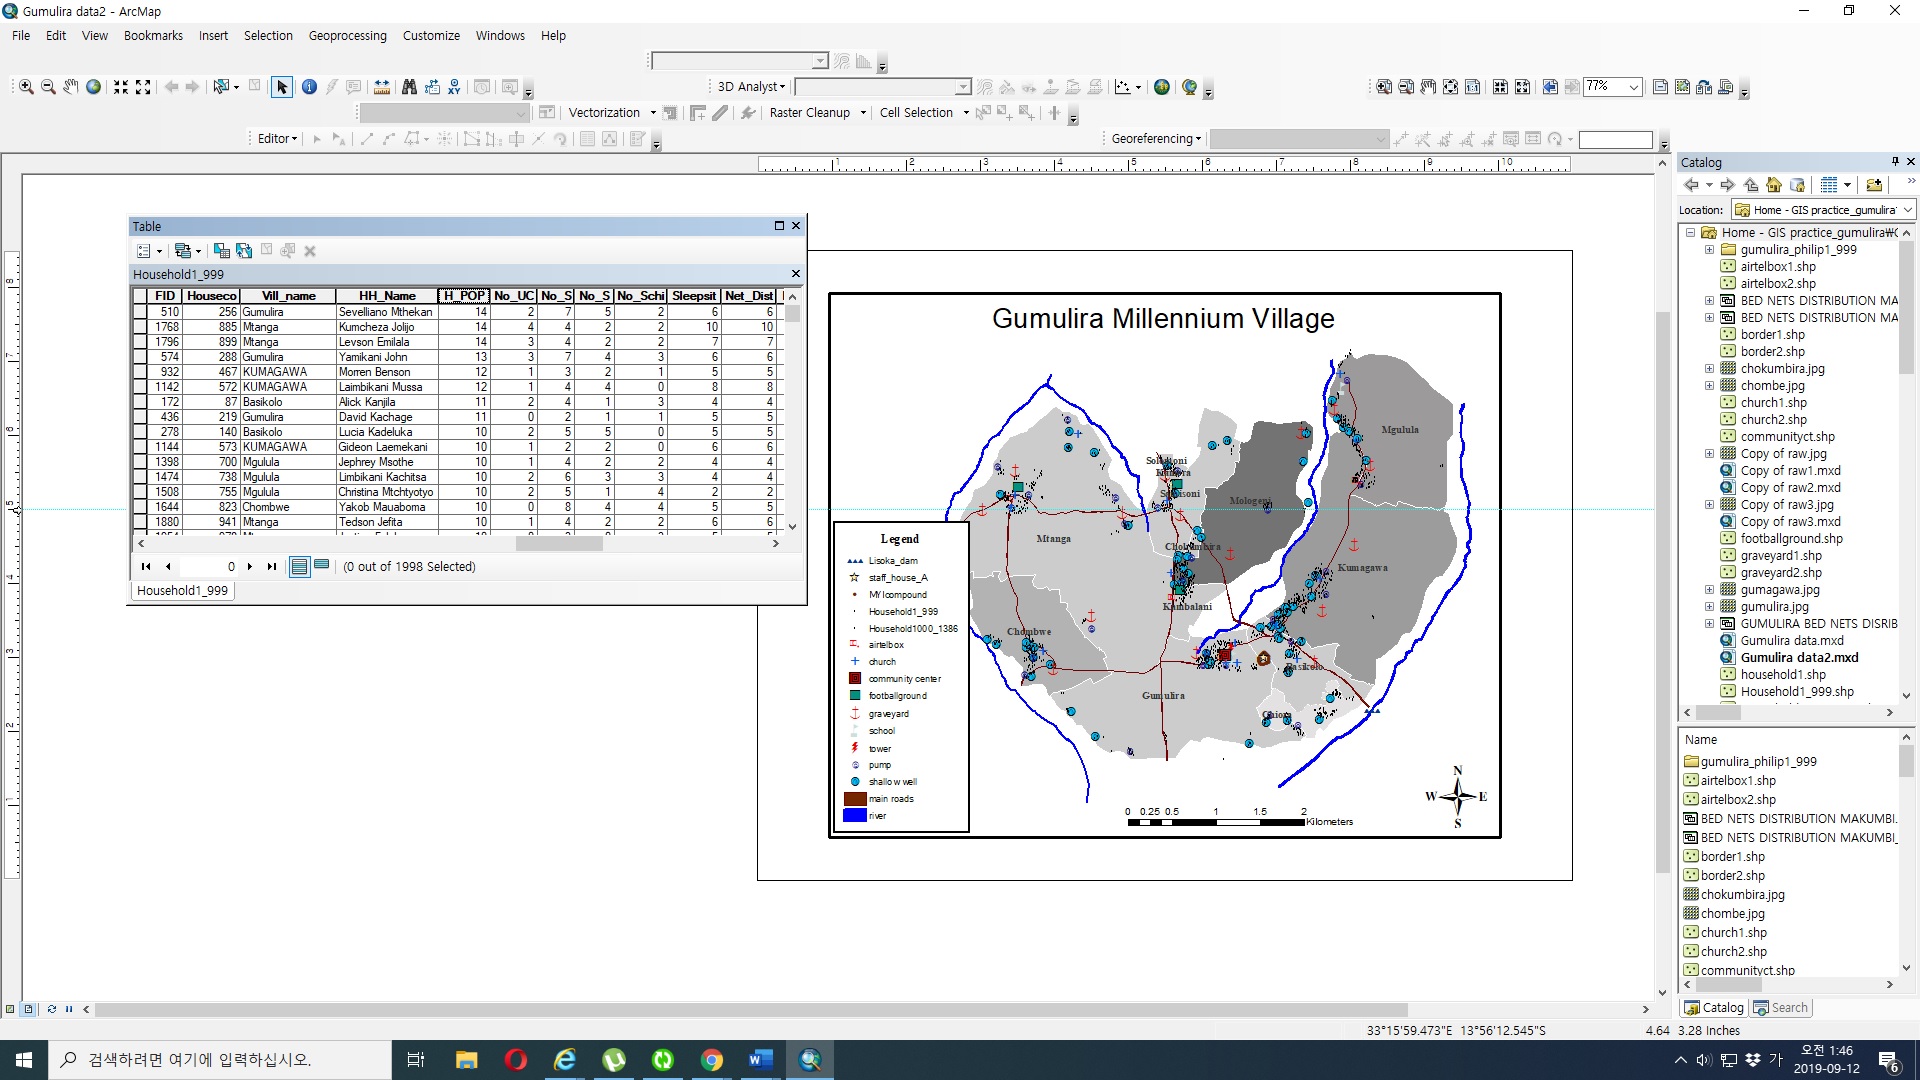 Gumulira data2 - ArcMap
File Edit View Bookmarks Insert Selection Geoprocessing Customize Windows Help
3D Analyst
77%
Vectorization Raster Cleanup Cell Selection
Editor Georeferencing
1 2 3 4 5 6 7 8 9 10
Table
Household1_999
FID Houseco Vill_name HH_Name H_POP No_UC No_S No_S No_Schi Sleepsit Net_Dist
510 256 Gumulira Sevelliano Mthekan 14 2 7 5 2 6 6
1768 885 Mtanga Kumcheza Jolijo 14 4 4 2 2 10 10
1796 899 Mtanga Levson Emilala 14 3 4 2 2 7 7
574 288 Gumulira Yamikani John 13 3 7 4 3 6 6
932 467 KUMAGAWA Morren Benson 12 1 3 2 1 5 5
1142 572 KUMAGAWA Laimbikani Mussa 12 1 4 4 0 8 8
172 87 Basikolo Alick Kanjila 11 2 4 1 3 4 4
436 219 Gumulira David Kachage 11 0 2 1 1 5 5
278 140 Basikolo Lucia Kadeluka 10 2 5 5 0 5 5
1144 573 KUMAGAWA Gideon Laemekani 10 1 2 2 0 6 6
1398 700 Mgulula Jephrey Msothe 10 1 4 2 2 4 4
1474 738 Mgulula Limbikani Kachitsa 10 2 6 3 3 4 4
1508 755 Mgulula Christina Mtchtyotyo 10 2 5 1 4 2 2
1644 823 Chombwe Yakob Mauaboma 10 0 8 4 4 5 5
1880 941 Mtanga Tedson Jefita 10 1 4 2 2 6 6
0 (0 out of 1998 Selected)
Household1_999
Gumulira Millennium Village
Mgulula
Mologeni
Mtanga
Kumagawa
Kambalani
Chombwe
Basikolo
Gumulira
Legend
Lisoka_dam
staff_house_A
Household1_999
Household1000_1386
airtelbox
church
community center
footballground
graveyard
school
tower
pump
shallow well
main roads
river
N
W E
S
0 0.25 0.5 1 1.5 2
Kilometers
Catalog
Location: Home - GIS practice_gumulira
Home - GIS practice_gumulira₩
gumulira_philip1_999
airtelbox1.shp
airtelbox2.shp
BED NETS DISTRIBUTION MA
BED NETS DISTRIBUTION MA
border1.shp
border2.shp
chokumbira.jpg
chombe.jpg
church1.shp
church2.shp
communityct.shp
Copy of raw.jpg
Copy of raw1.mxd
Copy of raw2.mxd
Copy of raw3.jpg
Copy of raw3.mxd
footballground.shp
graveyard1.shp
graveyard2.shp
gumagawa.jpg
gumulira.jpg
GUMULIRA BED NETS DISRIB
Gumulira data.mxd
Gumulira data2.mxd
household1.shp
Household1_999.shp
Name
gumulira_philip1_999
airtelbox1.shp
airtelbox2.shp
BED NETS DISTRIBUTION MAKUMBI
BED NETS DISTRIBUTION MAKUMBI_
border1.shp
border2.shp
chokumbira.jpg
chombe.jpg
church1.shp
church2.shp
communityct.shp
Catalog Search
33°15'59.473"E 13°56'12.545"S 4.64 3.28 Inches
검색하려면 여기에 입력하십시오.
가
오전 1:46
2019-09-12
6